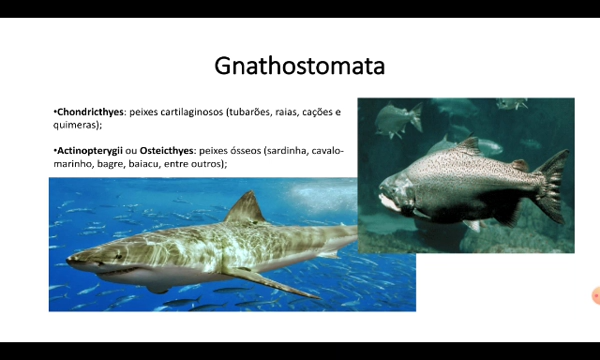 Gnathostomata
•Chondricthyes: peixes cartilaginosos (tubarões, raias, cações e
quimeras);
•Actinopterygii ou Osteicthyes: peixes ósseos (sardinha, cavalo-
marinho, bagre, baiacu, entre outros);